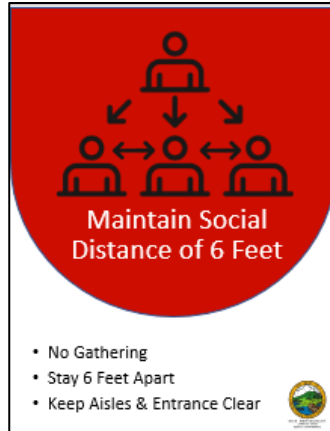 Maintain Social
Distance of 6 Feet
• No Gathering
• Stay 6 Feet Apart
• Keep Aisles & Entrance Clear